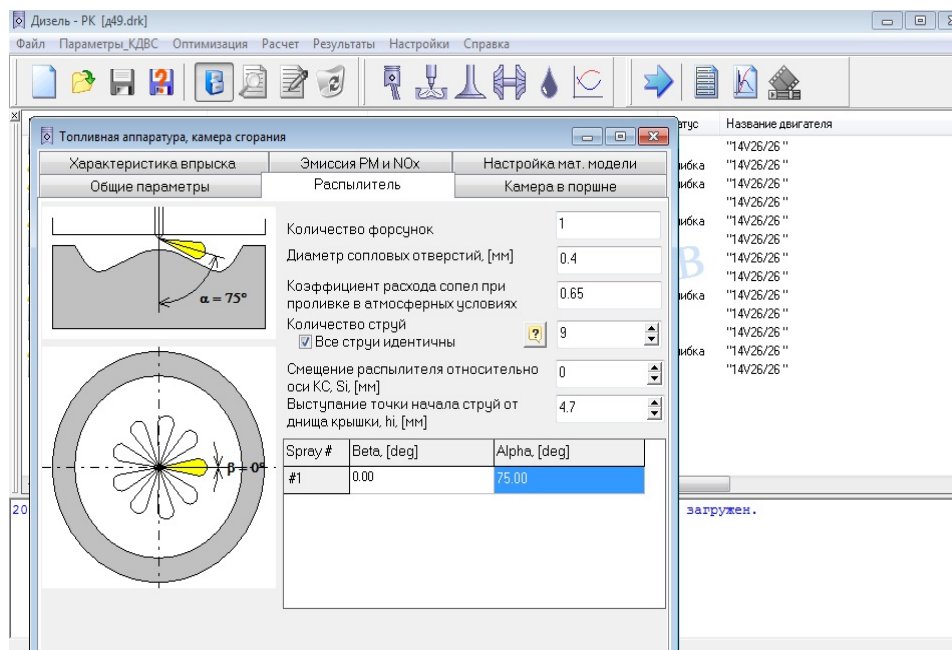 Дизель - РК [д49.drk]
Файл Параметры_КДВС Оптимизация Расчет Результаты Настройки Справка
Название двигателя
Топливная аппаратура, камера сгорания
Характеристика впрыска Эмиссия PM и NOx Настройка мат. модели
Общие параметры Распылитель Камера в поршне
α = 75°
β = 0°
Количество форсунок 1
Диаметр сопловых отверстий, [мм] 0.4
Коэффициент расхода сопел при
проливке в атмосферных условиях 0.65
Количество струй 9
Все струи идентичны
Смещение распылителя относительно
оси КС, Si, [мм] 0
Выступание точки начала струй от
днища крышки, hi, [мм] 4.7
Spray # Beta, [deg] Alpha, [deg]
#1 0.00 75.00
"14V26/26 "
"14V26/26 "
"14V26/26 "
"14V26/26 "
"14V26/26 "
"14V26/26 "
"14V26/26 "
"14V26/26 "
"14V26/26 "
"14V26/26 "
"14V26/26 "
"14V26/26 "
"14V26/26 "
20
загружен.